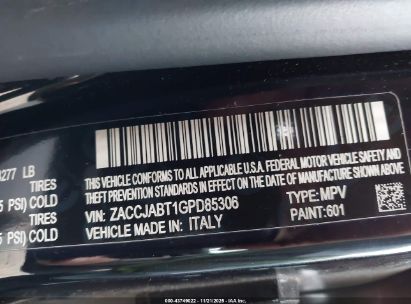 4277 LB
TIRES
5 PSI) COLD
TIRES
5 PSI) COLD
THIS VEHICLE CONFORMS TO ALL APPLICABLE U.S.A. FEDERAL MOTOR VEHICLE SAFETY AND
THEFT PREVENTION STANDARDS IN EFFECT ON THE DATE OF MANUFACTURE SHOWN ABOVE.
VIN: ZACCJABT1GPD85306 TYPE: MPV
VEHICLE MADE IN: ITALY PAINT: 601